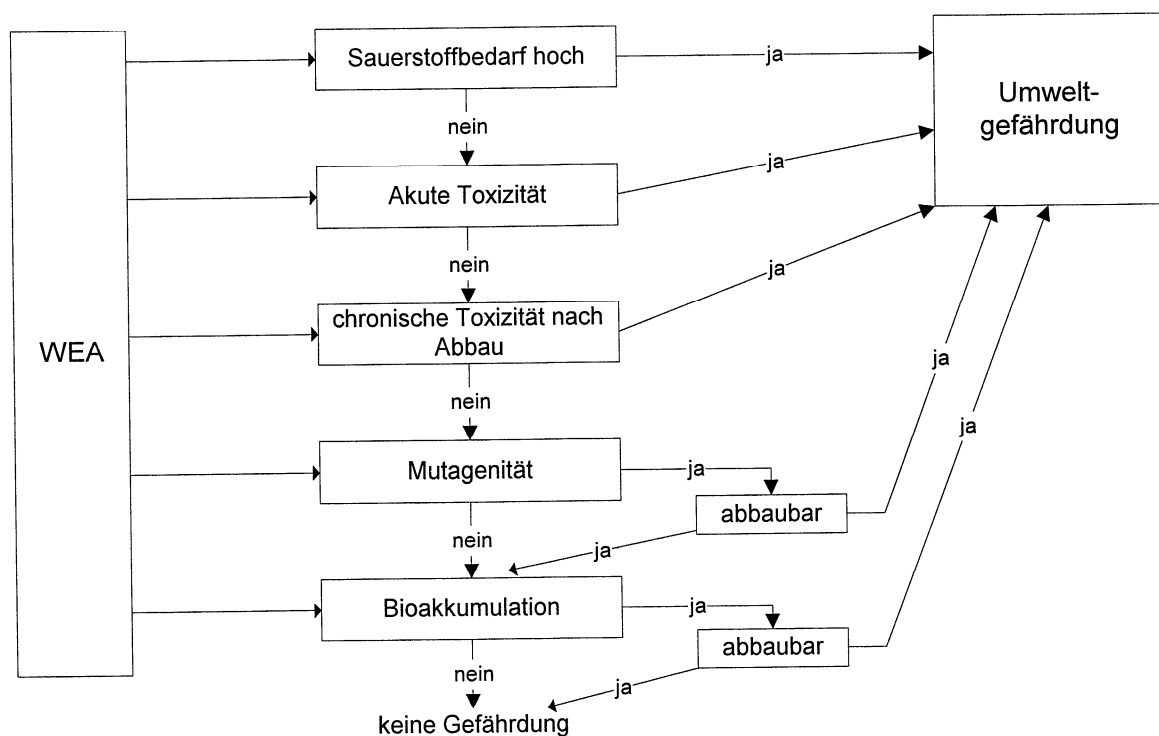 WEA
Sauerstoffbedarf hoch
ja
Umwelt-
gefährdung
nein
Akute Toxizität
ja
nein
chronische Toxizität nach
Abbau
ja
nein
Mutagenität
ja
abbaubar
ja
nein
ja
Bioakkumulation
ja
abbaubar
ja
nein
ja
keine Gefährdung